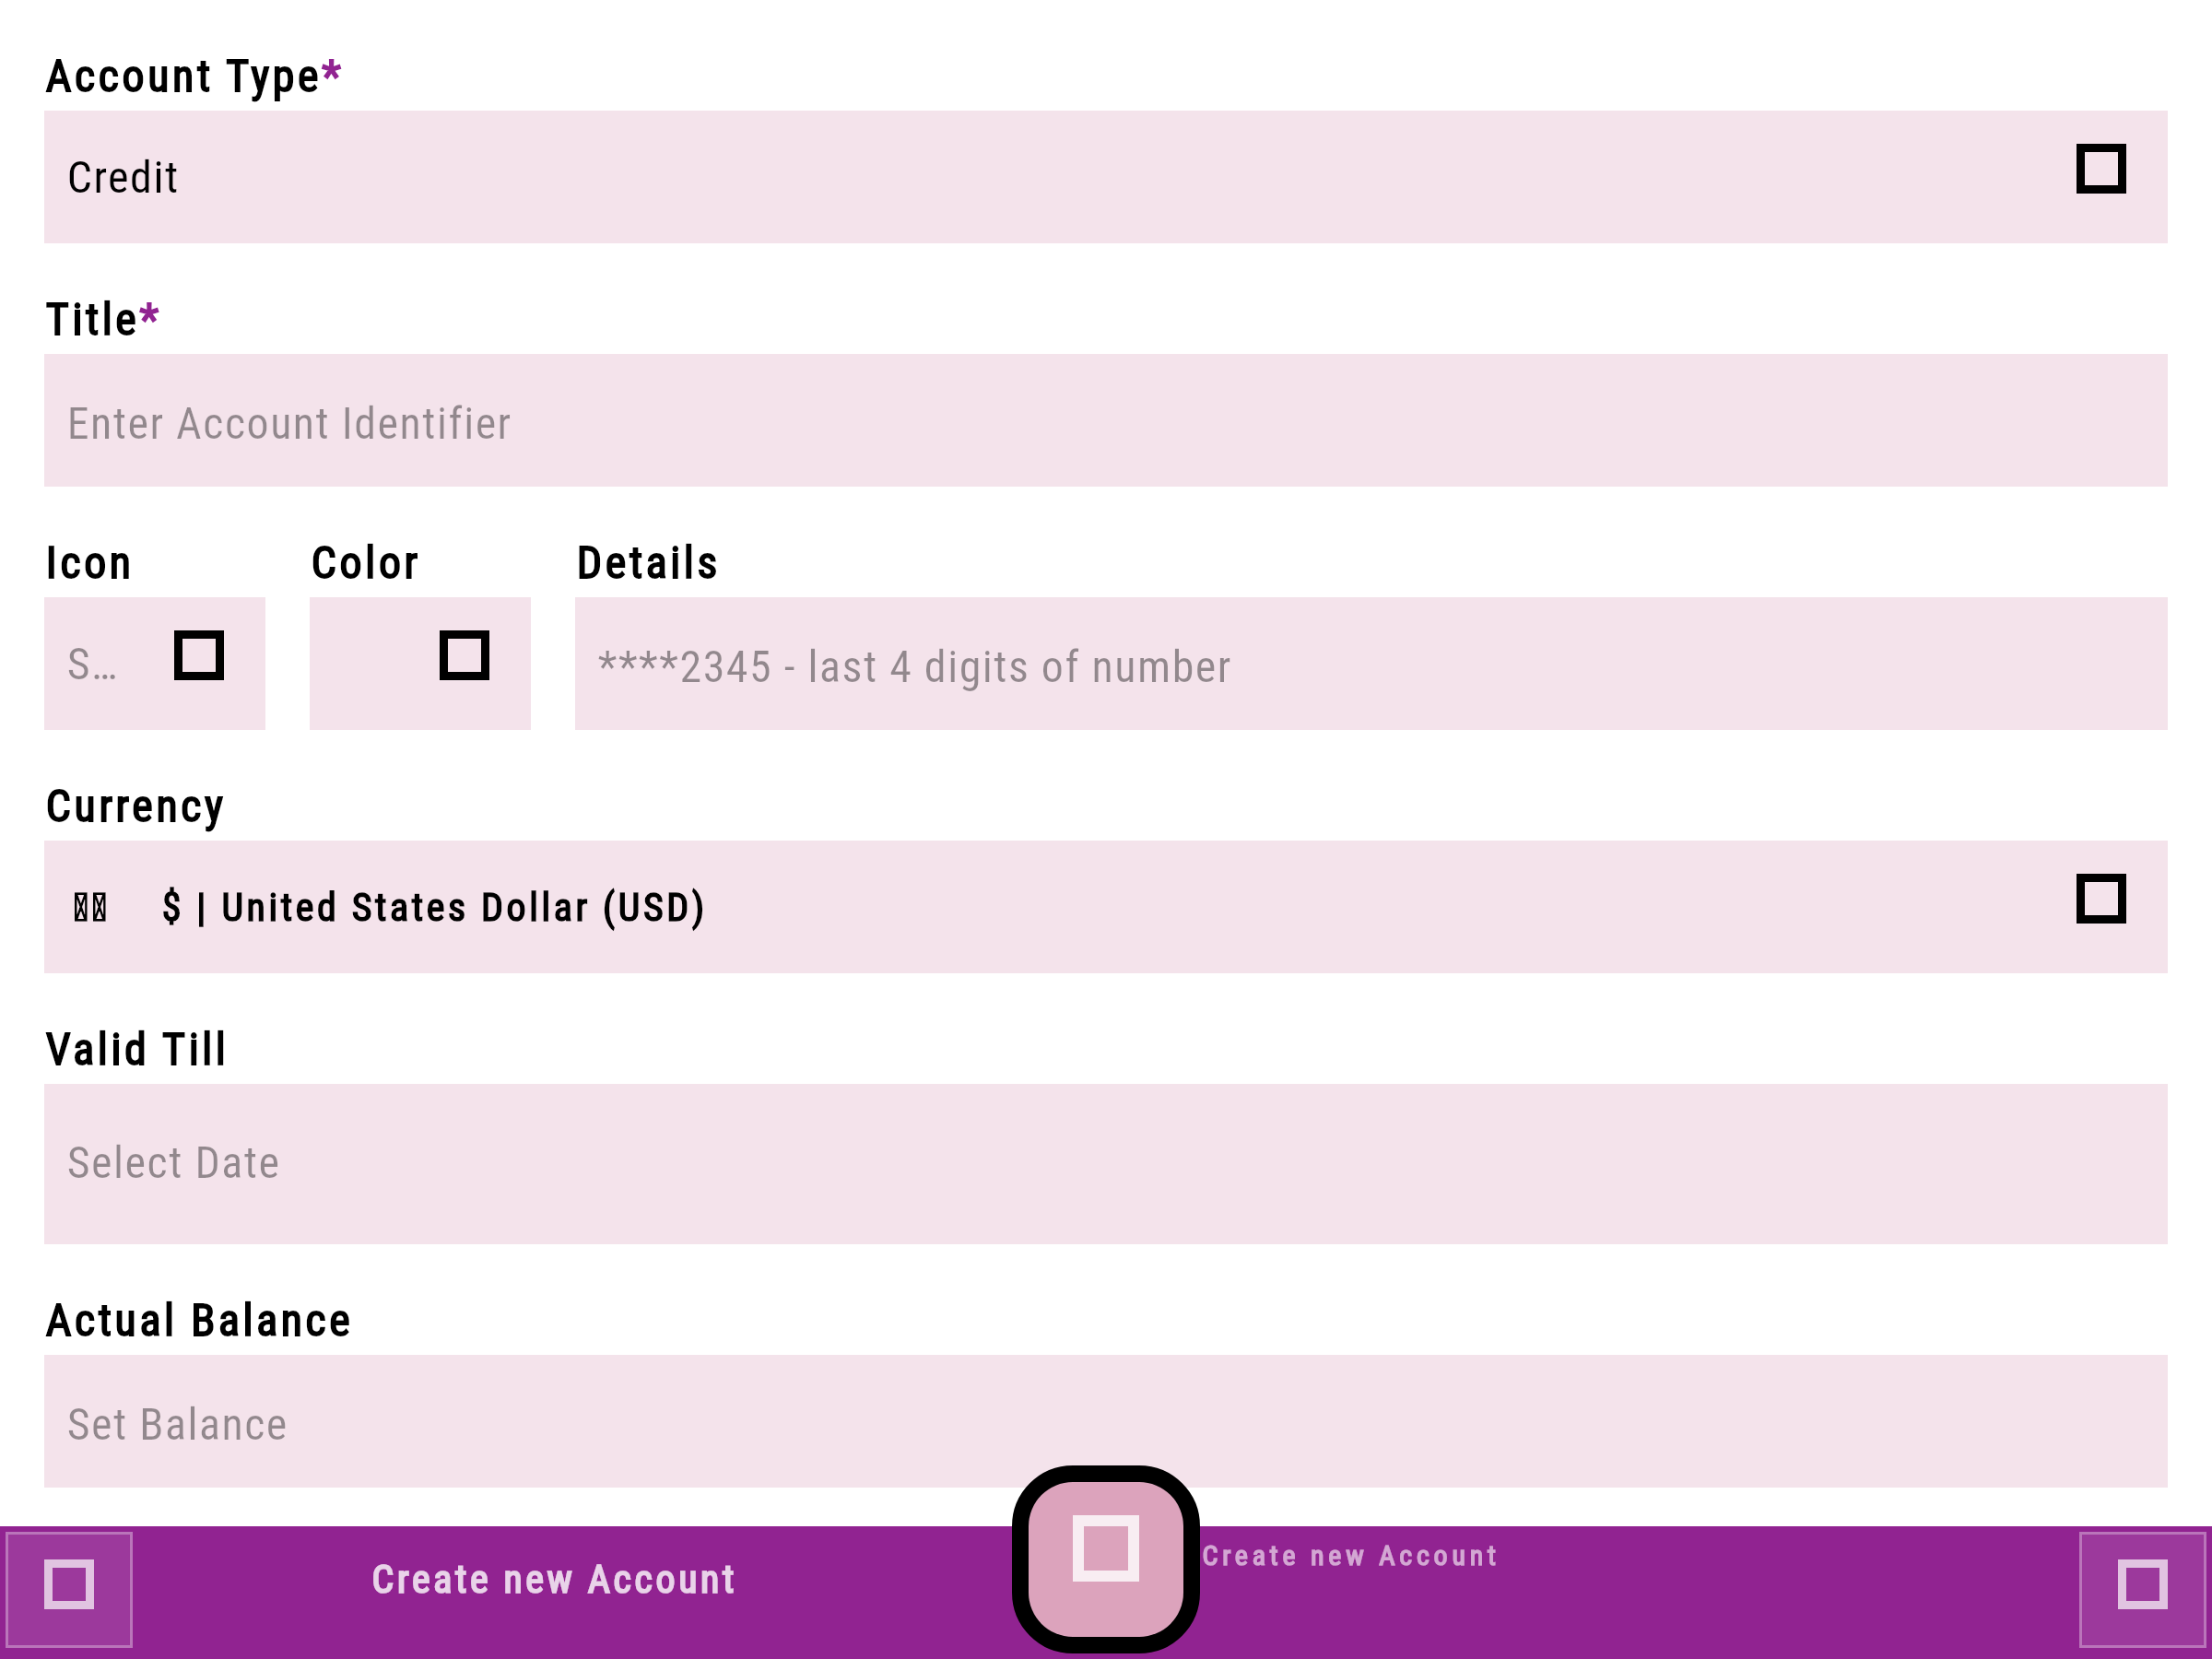 Account Type*
Credit
Title*
Enter Account Identifier
Icon Color Details
S… ****2345 - last 4 digits of number
Currency
$ | United States Dollar (USD)
Valid Till
Select Date
Actual Balance
Set Balance
Create new Account
Create new Account